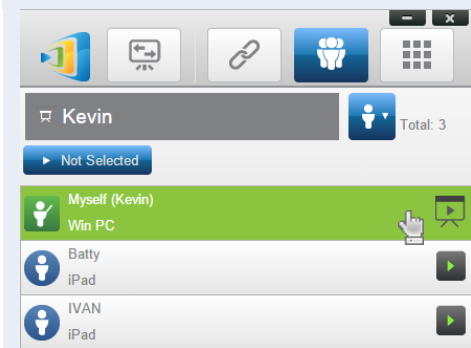 Kevin
Total: 3
Not Selected
Myself (Kevin)
Win PC
Batty
iPad
IVAN
iPad